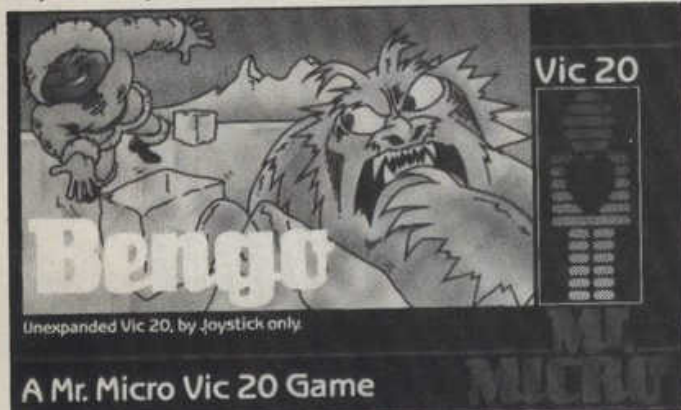 Vic 20
Bengo
Unexpanded Vic 20, by Joystick only.
A Mr. Micro Vic 20 Game
MR.
MICRO